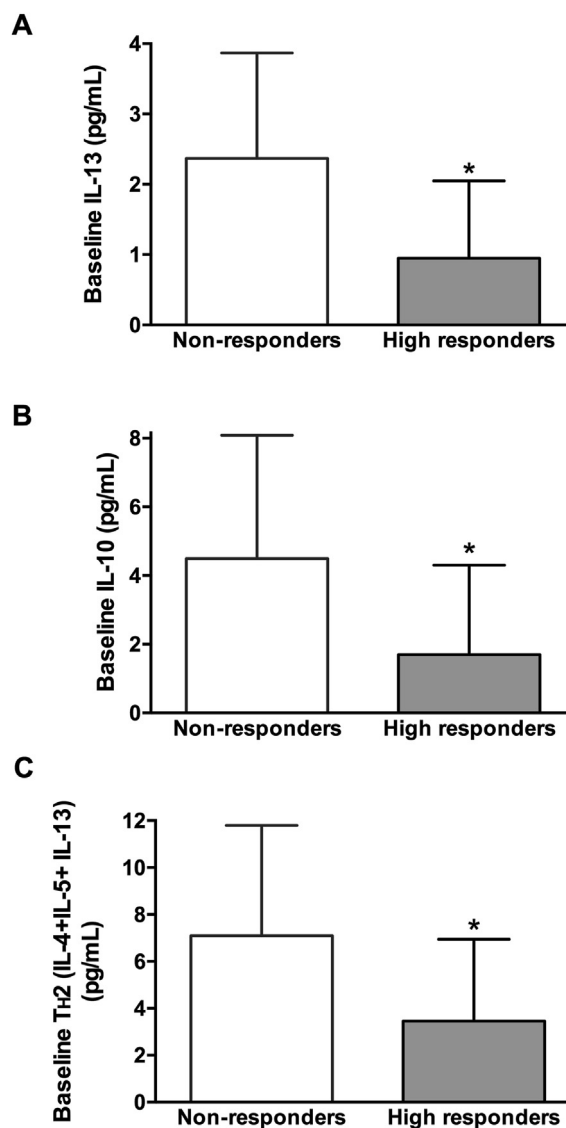 A
Baseline IL-13 (pg/mL)
4
3
2
1
0
*
Non-responders High responders
B
Baseline IL-10 (pg/mL)
8
6
4
2
0
*
Non-responders High responders
C
Baseline TH2 (IL-4+IL-5+ IL-13)
(pg/mL)
12
10
8
6
4
2
0
*
Non-responders High responders